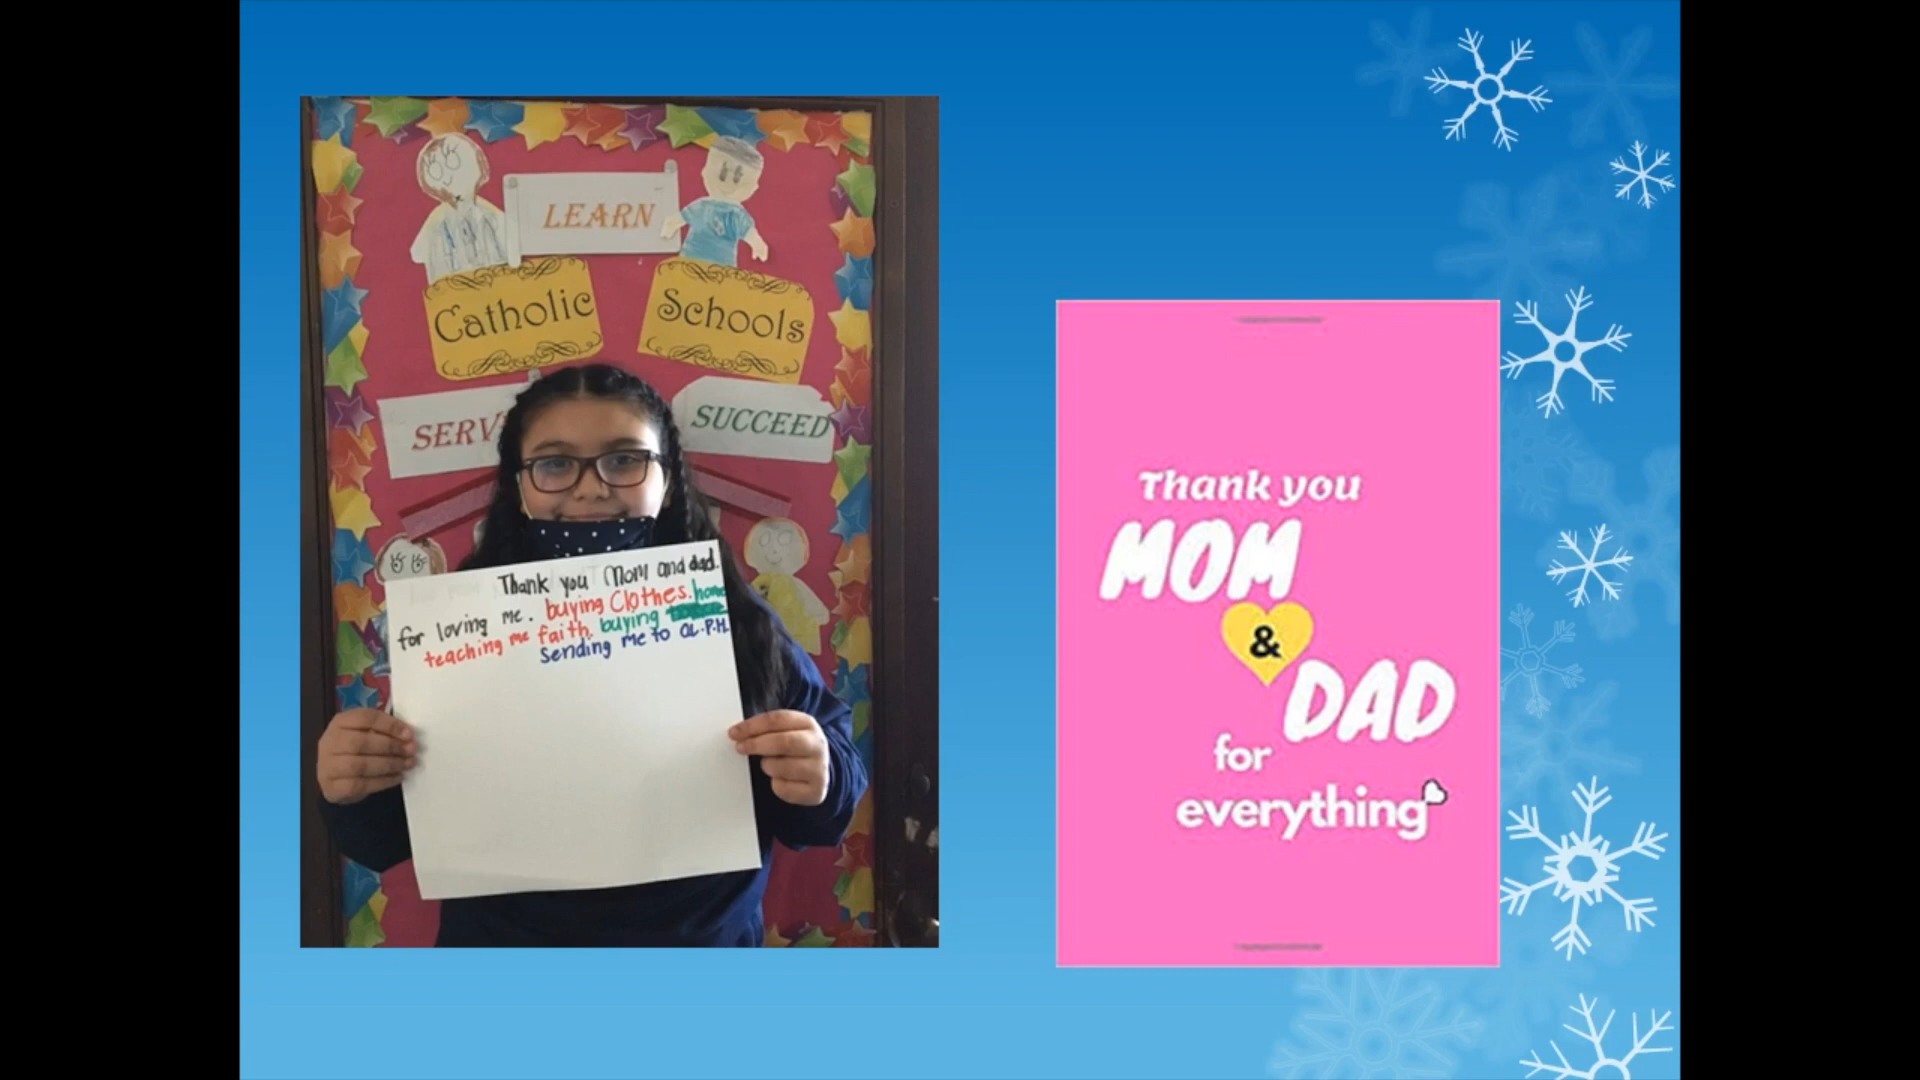 LEARN
Catholic Schools
SERV
SUCCEED
Thank you Mom and dad.
for loving me. buying Clothes. home
teaching me faith. buying
Sending me to OL.P.H.
Thank you
MOM
&
DAD
for
everything